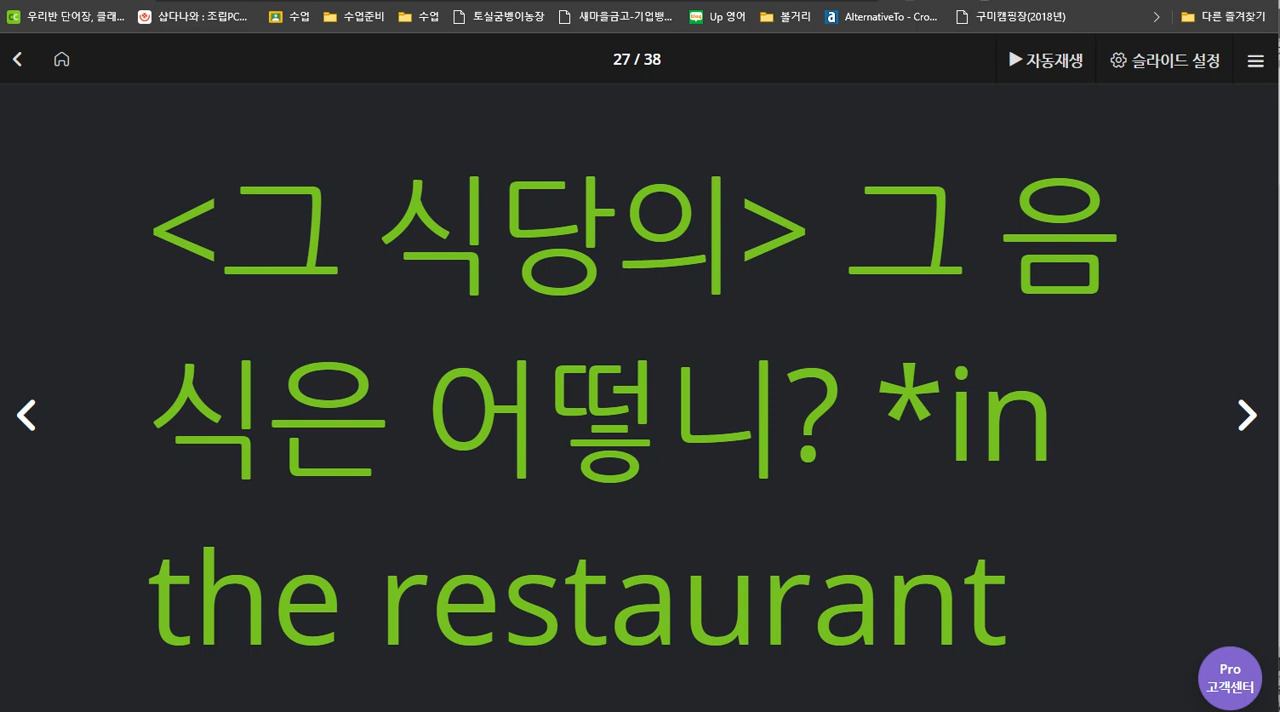 우리반 단어장, 클래... 샵다나와 : 조립PC... 수업 수업준비 수업 토실굼벵이농장 새마을금고-기업뱅... Up 영어 볼거리 AlternativeTo - Cro... 구미캠핑장(2018년) 다른 즐겨찾기
27 / 38 자동재생 슬라이드 설정
<그 식당의> 그 음
식은 어떻니? *in
the restaurant
Pro
고객센터